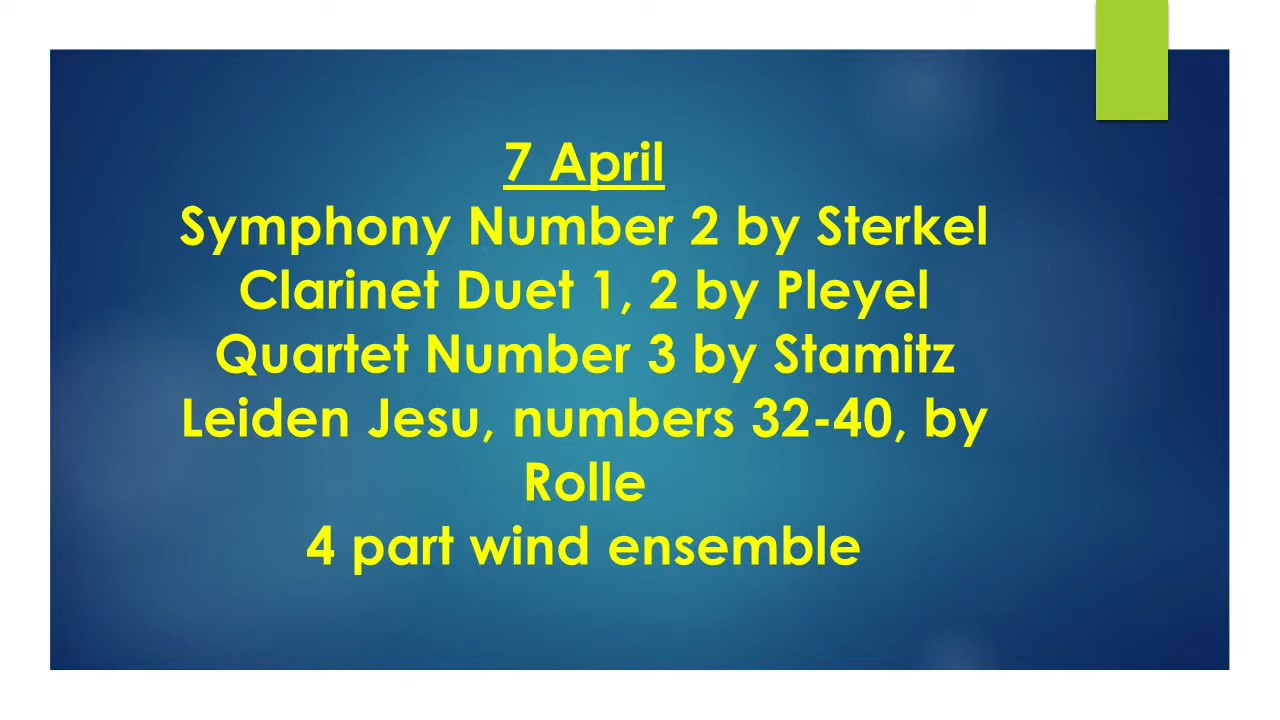 7 April
Symphony Number 2 by Sterkel
Clarinet Duet 1, 2 by Pleyel
Quartet Number 3 by Stamitz
Leiden Jesu, numbers 32-40, by
Rolle
4 part wind ensemble